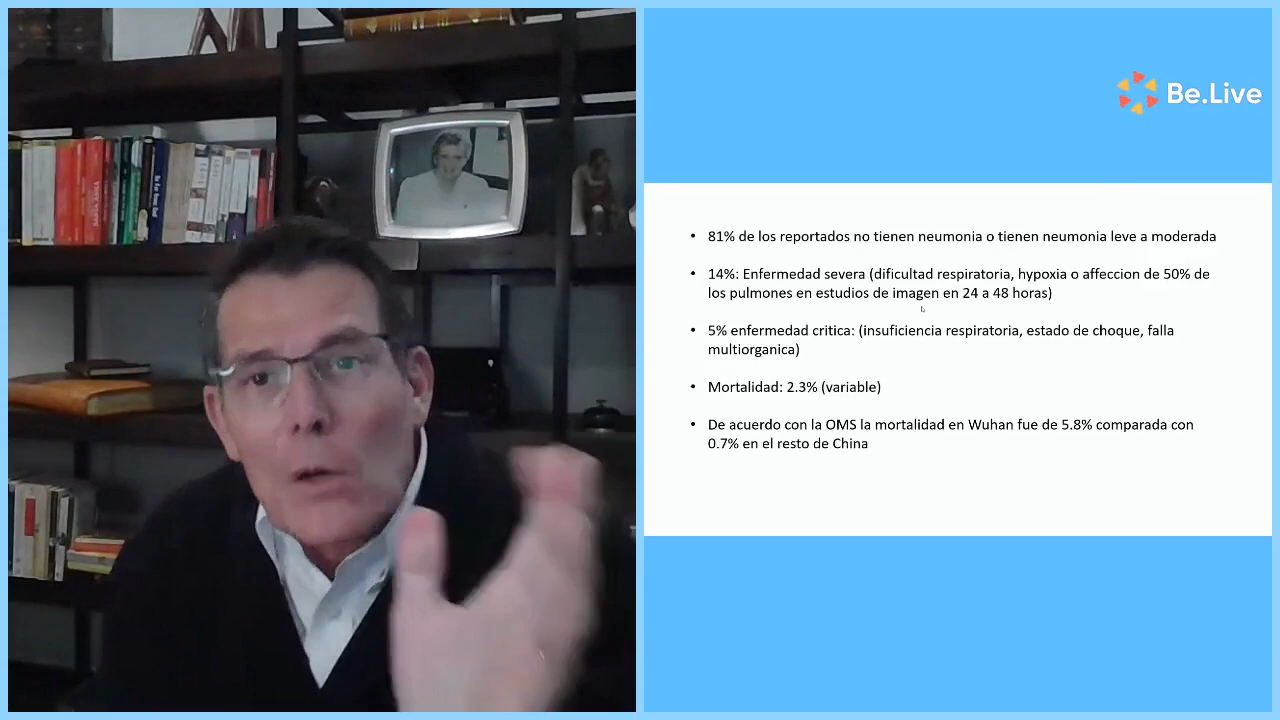 Be.Live
• 81% de los reportados no tienen neumonia o tienen neumonia leve a moderada
• 14%: Enfermedad severa (dificultad respiratoria, hypoxia o affeccion de 50% de
los pulmones en estudios de imagen en 24 a 48 horas)
• 5% enfermedad critica: (insuficiencia respiratoria, estado de choque, falla
multiorganica)
• Mortalidad: 2.3% (variable)
• De acuerdo con la OMS la mortalidad en Wuhan fue de 5.8% comparada con
0.7% en el resto de China